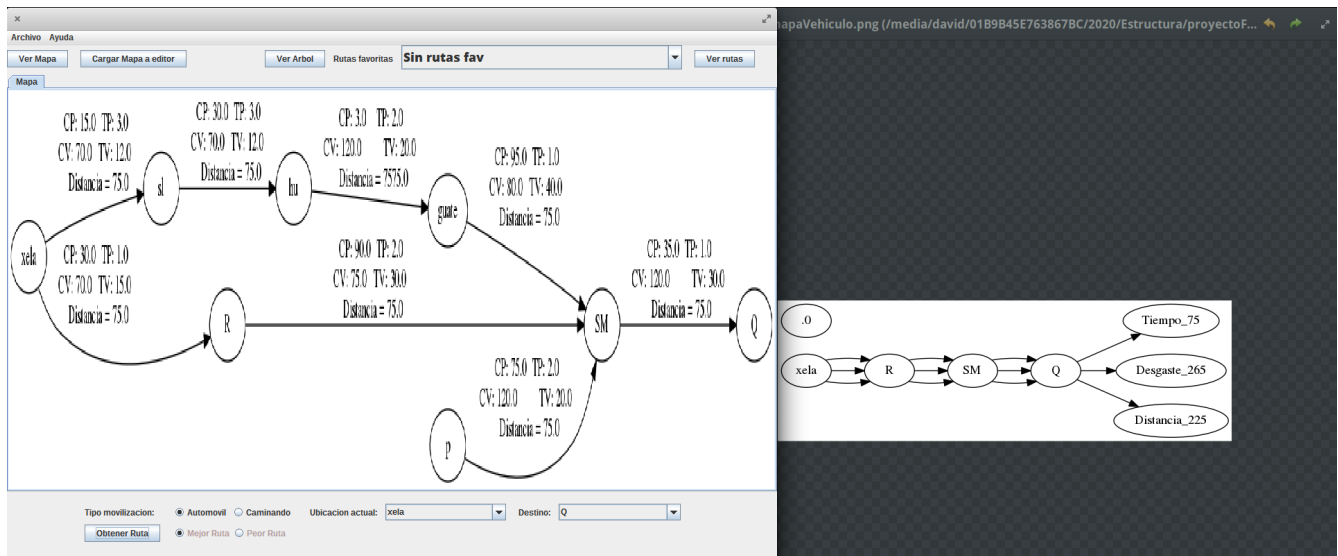 apaVehiculo.png (/media/david/01B9B45E763867BC/2020/Estructura/proyectoF...
Archivo Ayuda
Ver Mapa Cargar Mapa a editor Ver Arbol Rutas favoritas Sin rutas fav Ver rutas
Mapa
CP: 15.0 TP: 3.0
CV: 70.0 TV: 12.0
Distancia = 75.0
CP: 30.0 TP: 3.0
CV: 70.0 TV: 12.0
Distancia = 75.0
CP: 3.0 TP: 2.0
CV: 120.0 TV: 20.0
Distancia = 7575.0
CP: 95.0 TP: 1.0
CV: 80.0 TV: 40.0
Distancia = 75.0
sl
hu
guate
xela
CP: 30.0 TP: 1.0
CV: 70.0 TV: 15.0
Distancia = 75.0
CP: 90.0 TP: 2.0
CV: 75.0 TV: 30.0
Distancia = 75.0
CP: 35.0 TP: 1.0
CV: 120.0 TV: 30.0
Distancia = 75.0
R
SM
Q
CP: 75.0 TP: 2.0
CV: 120.0 TV: 20.0
Distancia = 75.0
p
Tipo movilizacion: Automovil Caminando Ubicacion actual: xela Destino: Q
Obtener Ruta Mejor Ruta Peor Ruta
.0
Tiempo_75
xela R SM Q Desgaste_265
Distancia_225